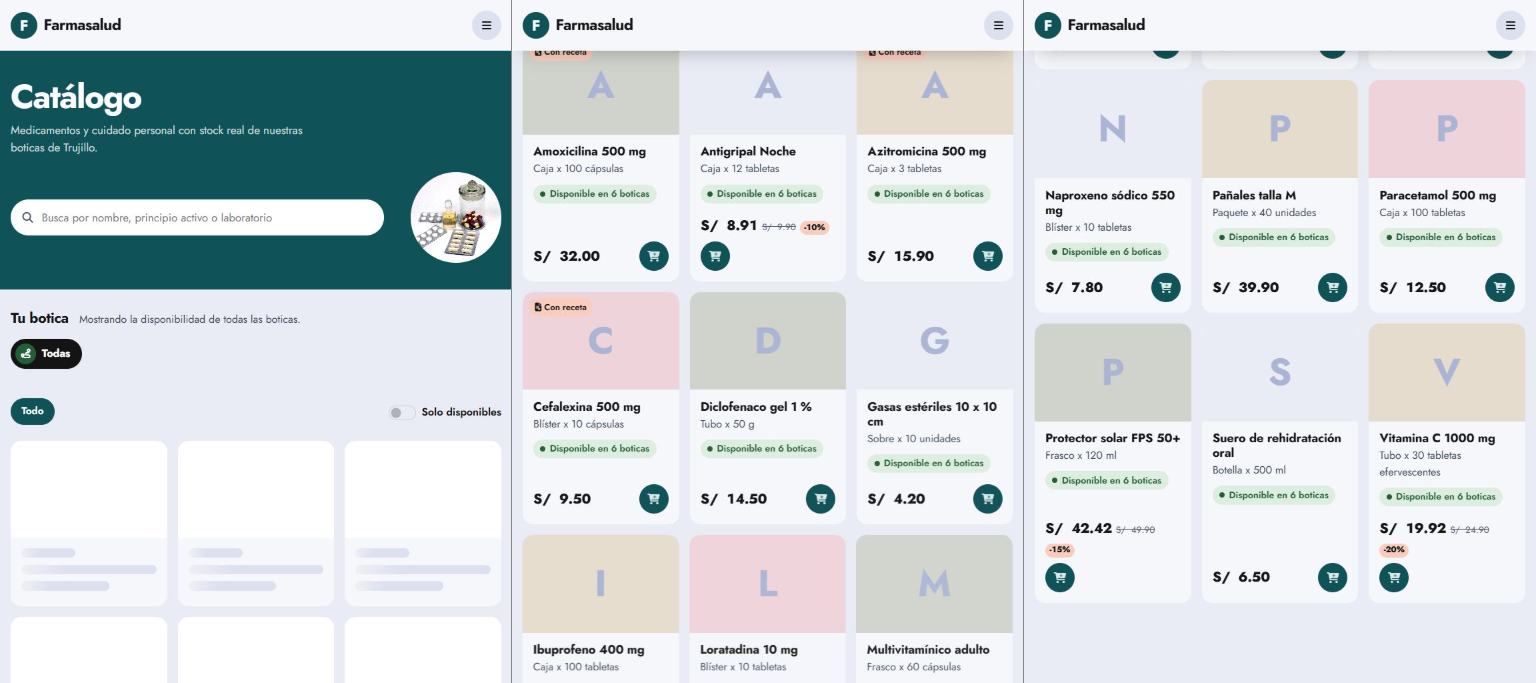 F Farmasalud
Catálogo
Medicamentos y cuidado personal con stock real de nuestras
boticas de Trujillo.
Busca por nombre, principio activo o laboratorio
Tu botica Mostrando la disponibilidad de todas las boticas.
Todas
Todo
Solo disponibles
F Farmasalud
Con receta
A
Amoxicilina 500 mg
Caja x 100 cápsulas
Disponible en 6 boticas
S/ 32.00
A
Antigripal Noche
Caja x 12 tabletas
Disponible en 6 boticas
S/ 8.91 S/ 9.90 -10%
Con receta
A
Azitromicina 500 mg
Caja x 3 tabletas
Disponible en 6 boticas
S/ 15.90
Con receta
C
Cefalexina 500 mg
Blíster x 10 cápsulas
Disponible en 6 boticas
S/ 9.50
D
Diclofenaco gel 1 %
Tubo x 50 g
Disponible en 6 boticas
S/ 14.50
G
Gasas estériles 10 x 10
cm
Sobre x 10 unidades
Disponible en 6 boticas
S/ 4.20
I
Ibuprofeno 400 mg
Caja x 100 tabletas
L
Loratadina 10 mg
Blíster x 10 tabletas
M
Multivitamínico adulto
Frasco x 60 cápsulas
F Farmasalud
N
Naproxeno sódico 550
mg
Blíster x 10 tabletas
Disponible en 6 boticas
S/ 7.80
P
Pañales talla M
Paquete x 40 unidades
Disponible en 6 boticas
S/ 39.90
P
Paracetamol 500 mg
Caja x 100 tabletas
Disponible en 6 boticas
S/ 12.50
P
Protector solar FPS 50+
Frasco x 120 ml
Disponible en 6 boticas
S/ 42.42 S/ 49.90
-15%
S
Suero de rehidratación
oral
Botella x 500 ml
Disponible en 6 boticas
S/ 6.50
V
Vitamina C 1000 mg
Tubo x 30 tabletas
efervescentes
Disponible en 6 boticas
S/ 19.92 S/ 24.90
-20%